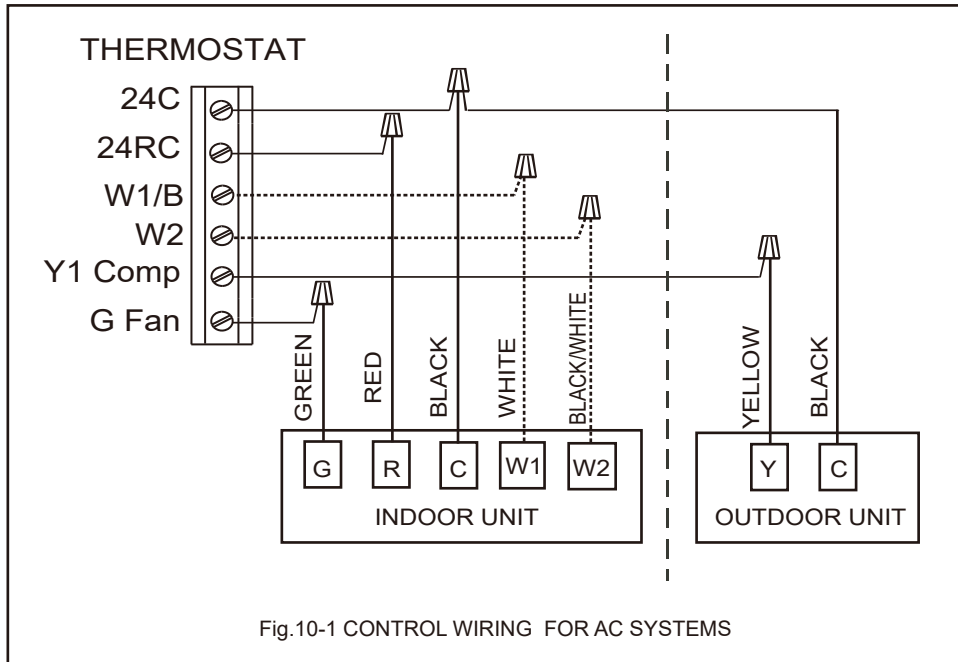 THERMOSTAT
24C
24RC
W1/B
W2
Y1 Comp
G Fan
GREEN
RED
BLACK
WHITE
BLACK/WHITE
YELLOW
BLACK
G R C W1 W2
Y C
INDOOR UNIT
OUTDOOR UNIT
Fig.10-1 CONTROL WIRING FOR AC SYSTEMS